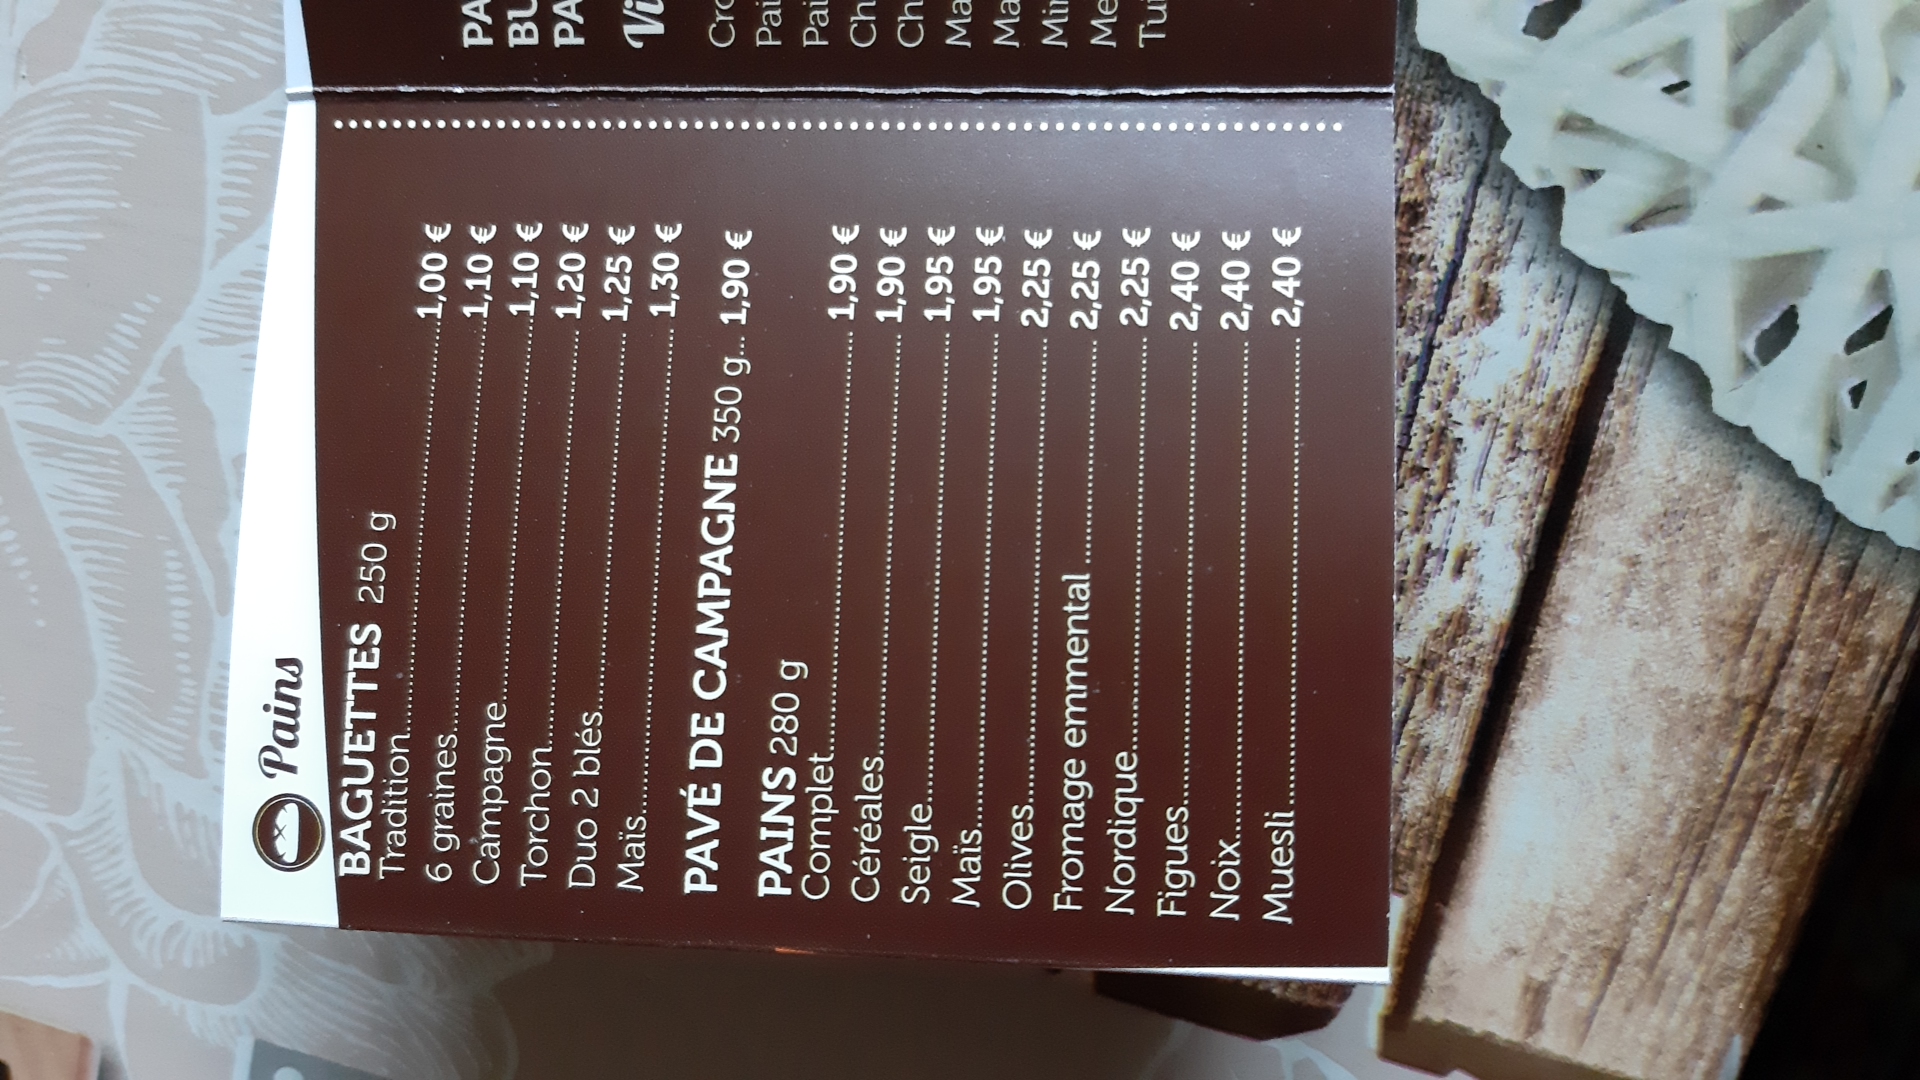 Pains
BAGUETTES 250 g
Tradition 1,00 €
6 graines 1,10 €
Campagne 1,10 €
Torchon 1,20 €
Duo 2 blés 1,25 €
Maïs 1,30 €
PAVÉ DE CAMPAGNE 350 g 1,90 €
PAINS 280 g
Complet 1,90 €
Céréales 1,90 €
Seigle 1,95 €
Maïs 1,95 €
Olives 2,25 €
Fromage emmental 2,25 €
Nordique 2,25 €
Figues 2,40 €
Noix 2,40 €
Muesli 2,40 €